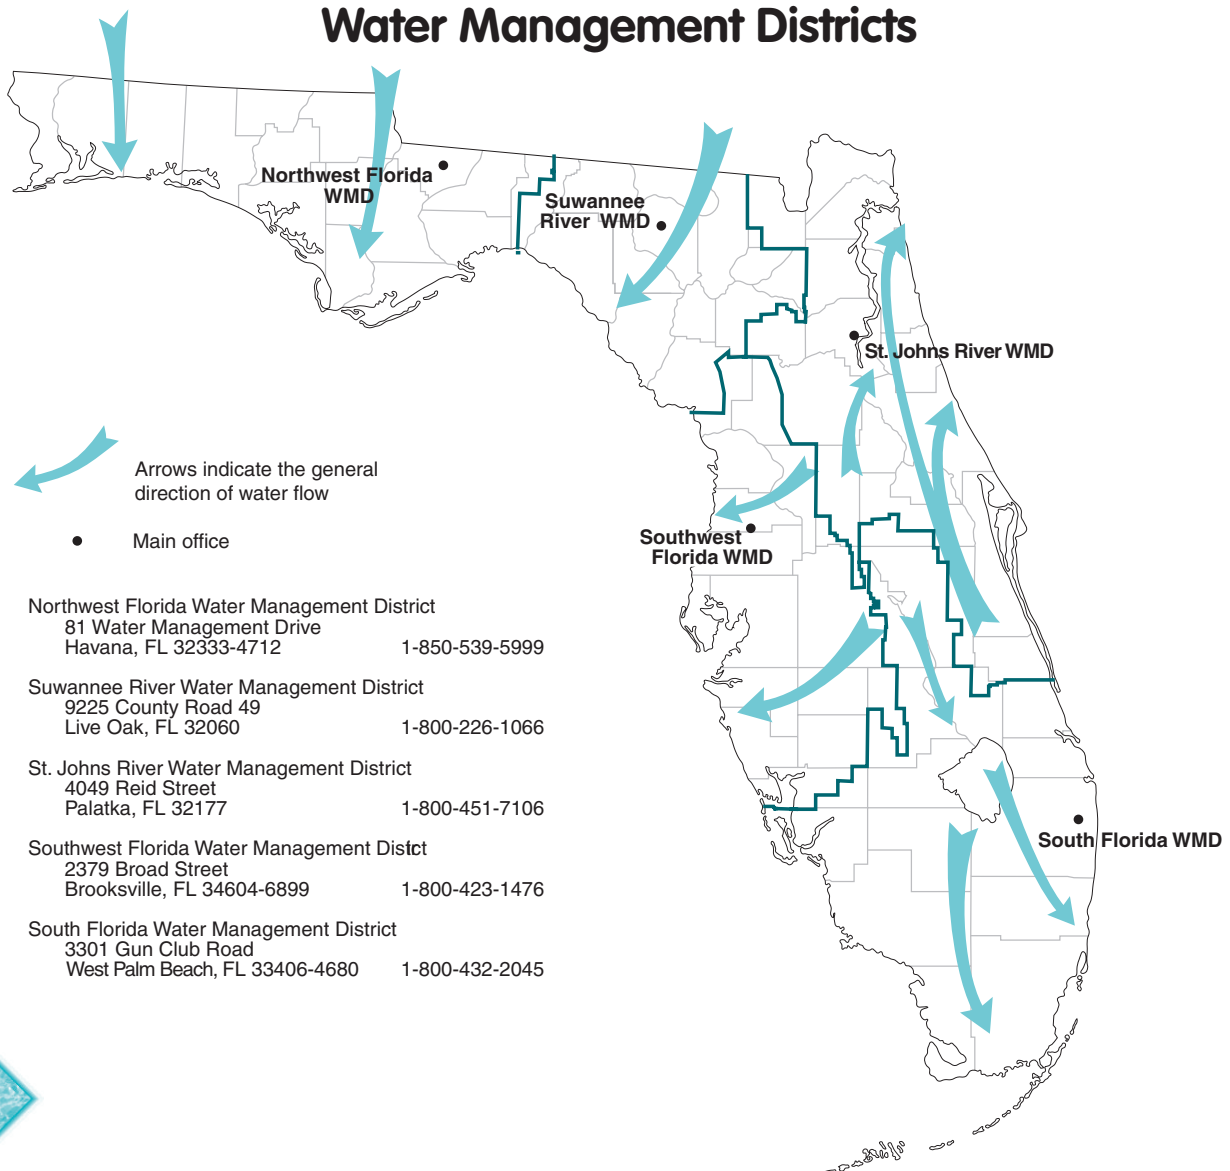 Water Management Districts
Northwest Florida
WMD
Suwannee
River WMD
St. Johns River WMD
Arrows indicate the general
direction of water flow
Main office
Southwest
Florida WMD
South Florida WMD
Northwest Florida Water Management District
81 Water Management Drive
Havana, FL 32333-4712 1-850-539-5999
Suwannee River Water Management District
9225 County Road 49
Live Oak, FL 32060 1-800-226-1066
St. Johns River Water Management District
4049 Reid Street
Palatka, FL 32177 1-800-451-7106
Southwest Florida Water Management District
2379 Broad Street
Brooksville, FL 34604-6899 1-800-423-1476
South Florida Water Management District
3301 Gun Club Road
West Palm Beach, FL 33406-4680 1-800-432-2045